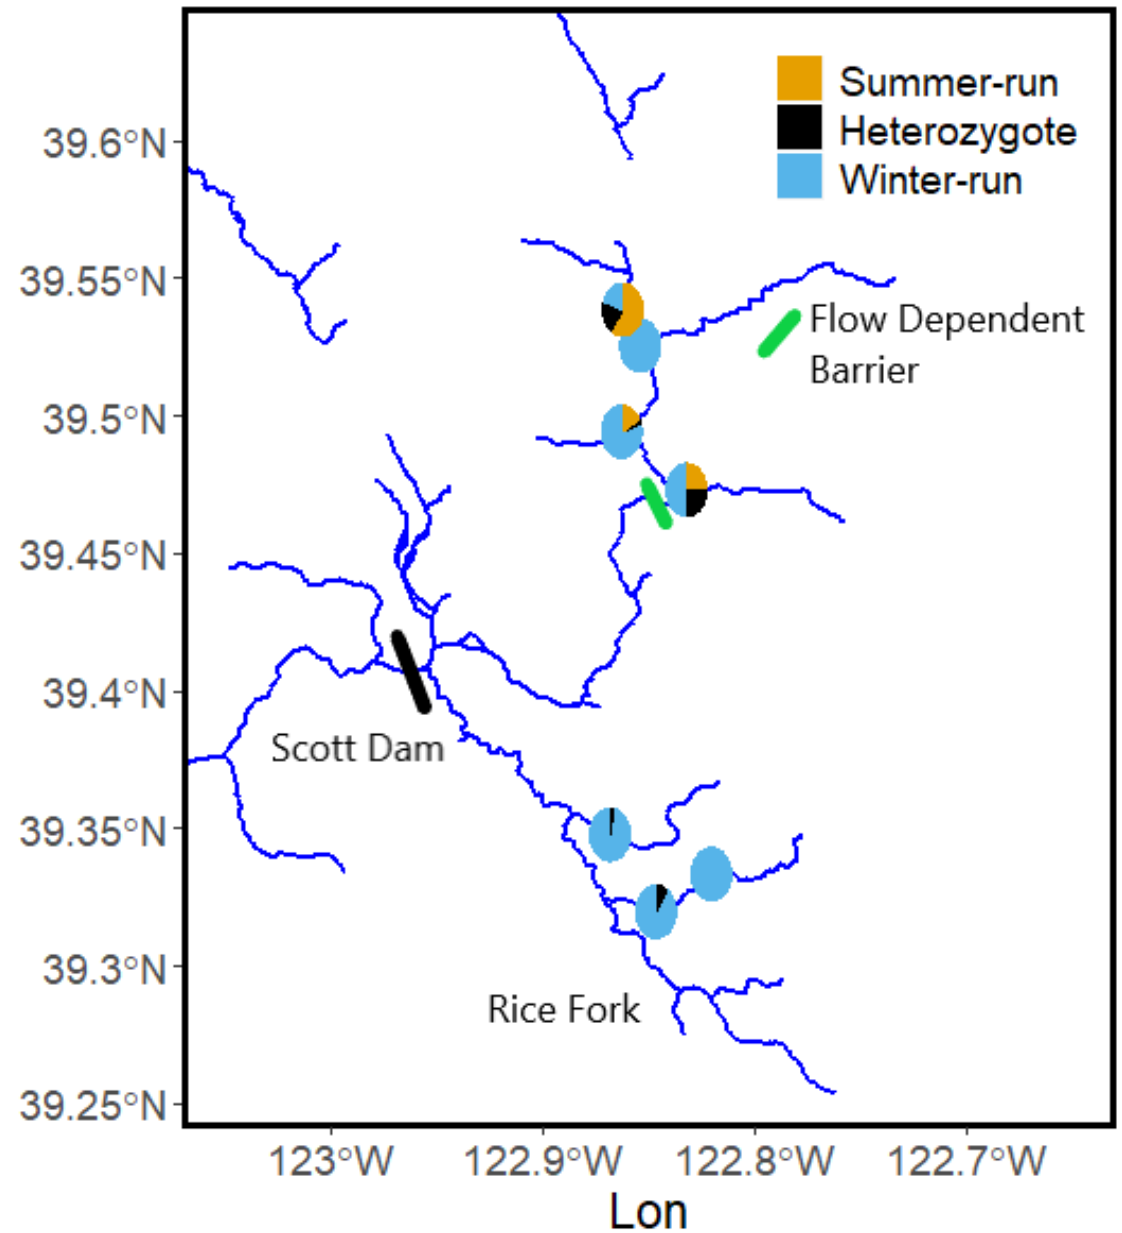 Summer-run
Heterozygote
Winter-run
39.6°N
39.55°N
Flow Dependent
Barrier
39.5°N
39.45°N
39.4°N
Scott Dam
39.35°N
39.3°N
Rice Fork
39.25°N
123°W 122.9°W 122.8°W 122.7°W
Lon